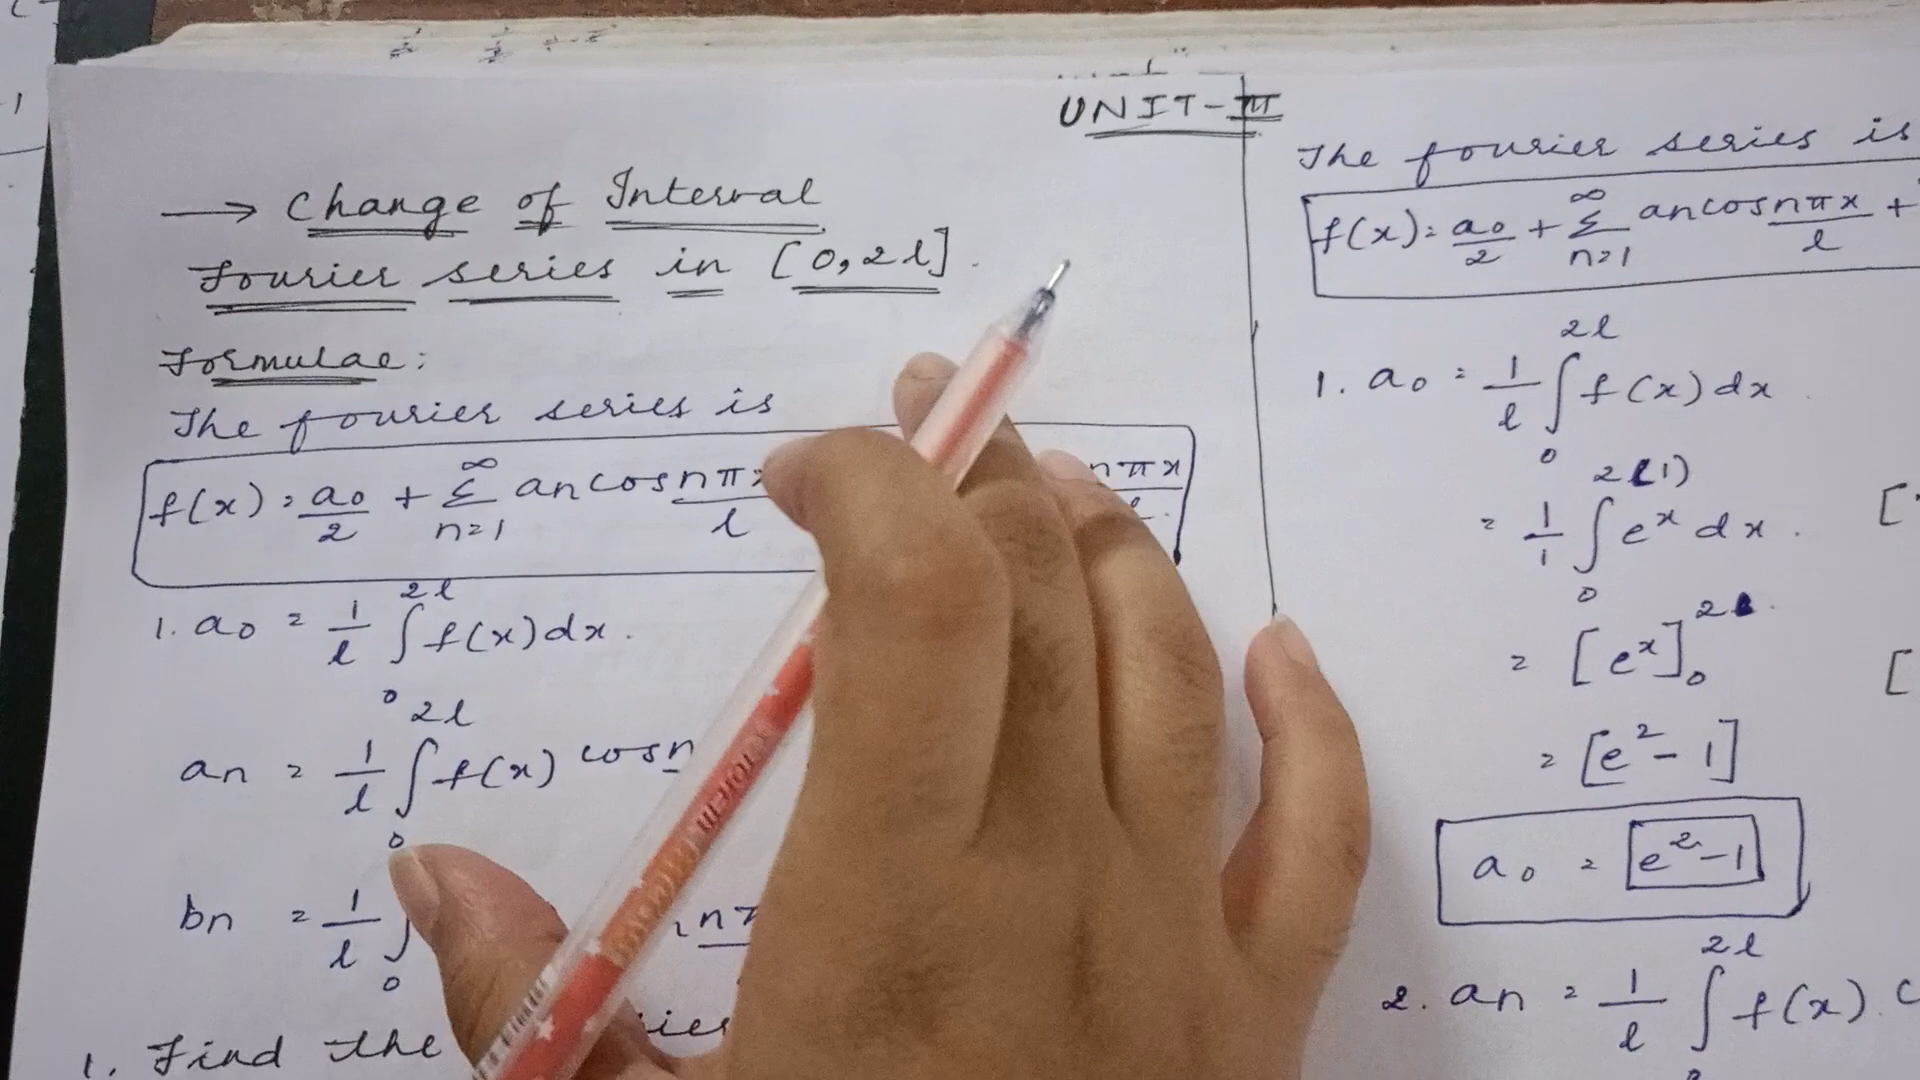 UNIT-III
→ Change of Interval
Fourier series in [0,2l].
Formulae:
The fourier series is
f(x) = a0/2 + ∞Σn=1 an cos nπx/l nπx/l
1. a0 = 1/l ∫0^2l f(x) dx.
an = 1/l ∫0^2l f(x) cos n
bn = 1/l ∫0
1. Find the
The fourier series is
f(x) = a0/2 + ∞Σn=1 an cos nπx/l +
1. a0 = 1/l ∫0^2l f(x) dx
= 1/1 ∫0^2(1) e^x dx. [
= [e^x]0^2 [
= [e^2 - 1]
a0 = e^2 - 1
2. an = 1/l ∫^2l f(x).